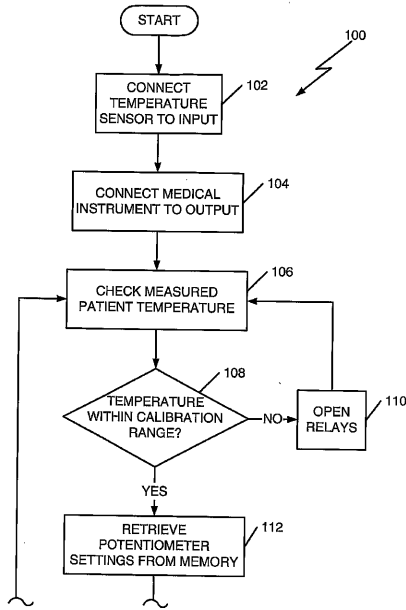 START
100
CONNECT
TEMPERATURE
SENSOR TO INPUT
102
CONNECT MEDICAL
INSTRUMENT TO OUTPUT
104
CHECK MEASURED
PATIENT TEMPERATURE
106
TEMPERATURE
WITHIN CALIBRATION
RANGE?
108
NO
OPEN
RELAYS
110
YES
RETRIEVE
POTENTIOMETER
SETTINGS FROM MEMORY
112